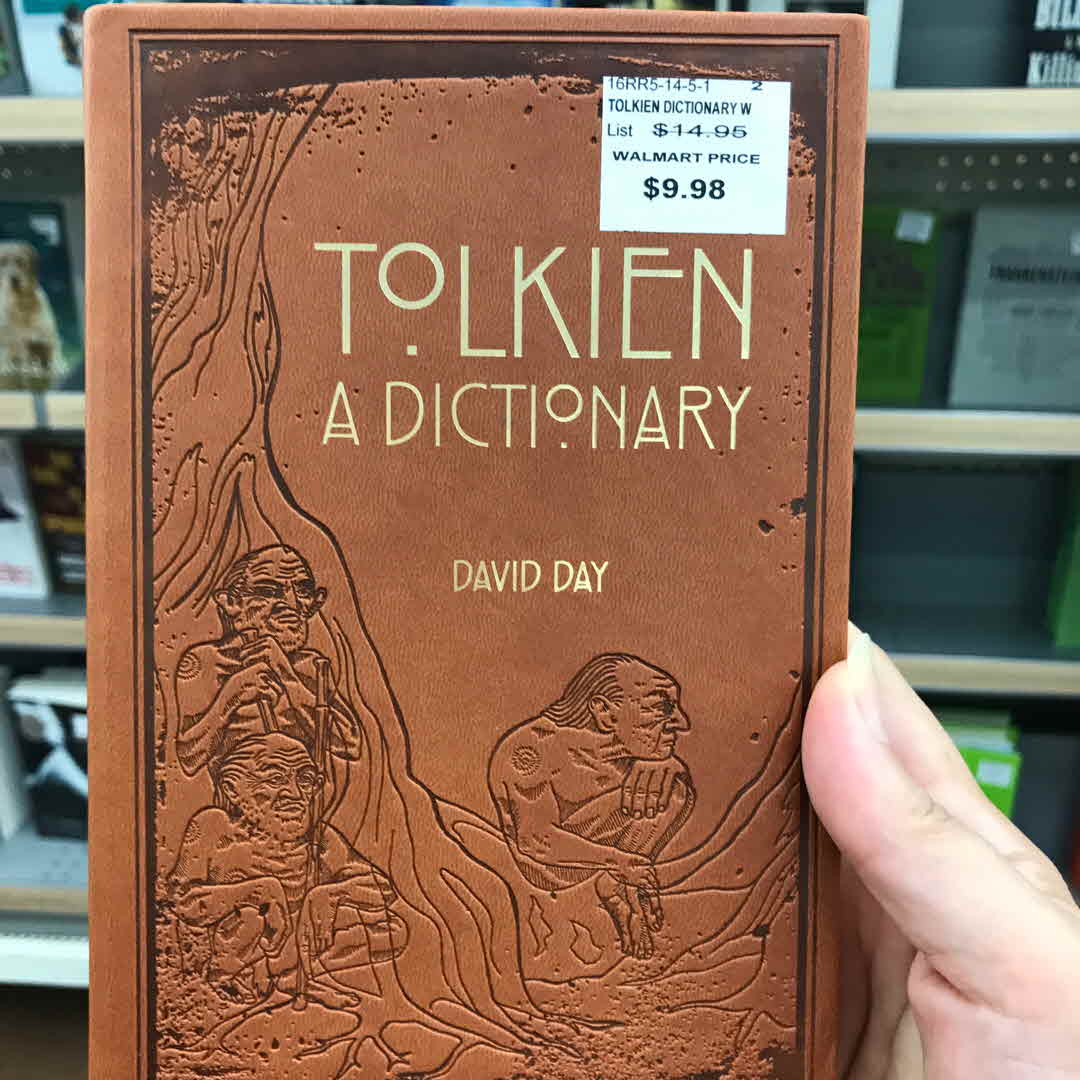 16RR5-14-5-1 2
TOLKIEN DICTIONARY W
List $14.95
WALMART PRICE
$9.98
TOLKIEN
A DICTIONARY
DAVID DAY